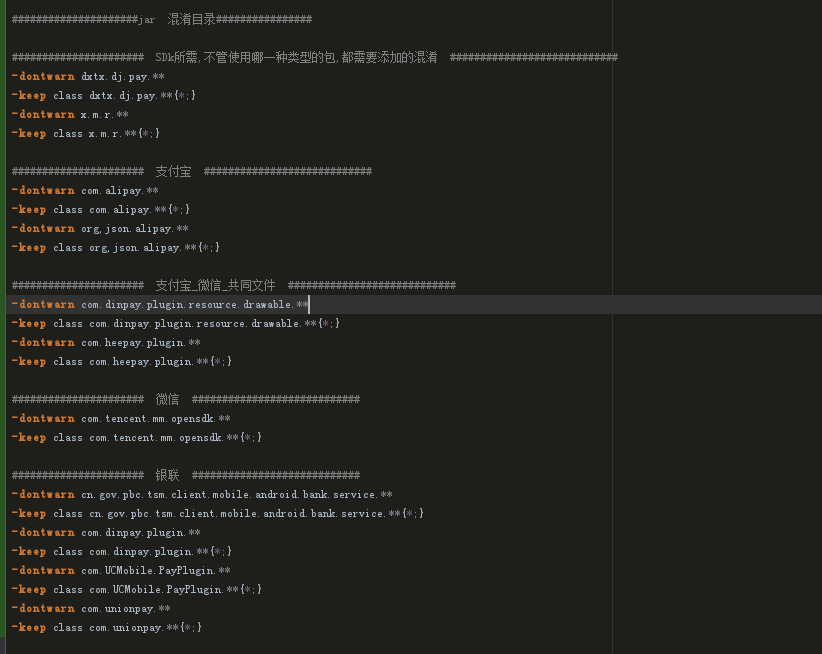 #####################jar  混淆目录################
######################  SDk所需,不管使用哪一种类型的包,都需要添加的混淆  ############################
-dontwarn dxtx.dj.pay.**
-keep class dxtx.dj.pay.**{*;}
-dontwarn x.m.r.**
-keep class x.m.r.**{*;}
######################  支付宝  ############################
-dontwarn com.alipay.**
-keep class com.alipay.**{*;}
-dontwarn org,json.alipay.**
-keep class org,json.alipay.**{*;}
######################  支付宝_微信_共同文件  ############################
-dontwarn com.dinpay.plugin.resource.drawable.**
-keep class com.dinpay.plugin.resource.drawable.**{*;}
-dontwarn com.heepay.plugin.**
-keep class com.heepay.plugin.**{*;}
######################  微信  ############################
-dontwarn com.tencent.mm.opensdk.**
-keep class com.tencent.mm.opensdk.**{*;}
######################  银联  ############################
-dontwarn cn.gov.pbc.tsm.client.mobile.android.bank.service.**
-keep class cn.gov.pbc.tsm.client.mobile.android.bank.service.**{*;}
-dontwarn com.dinpay.plugin.**
-keep class com.dinpay.plugin.**{*;}
-dontwarn com.UCMobile.PayPlugin.**
-keep class com.UCMobile.PayPlugin.**{*;}
-dontwarn com.unionpay.**
-keep class com.unionpay.**{*;}